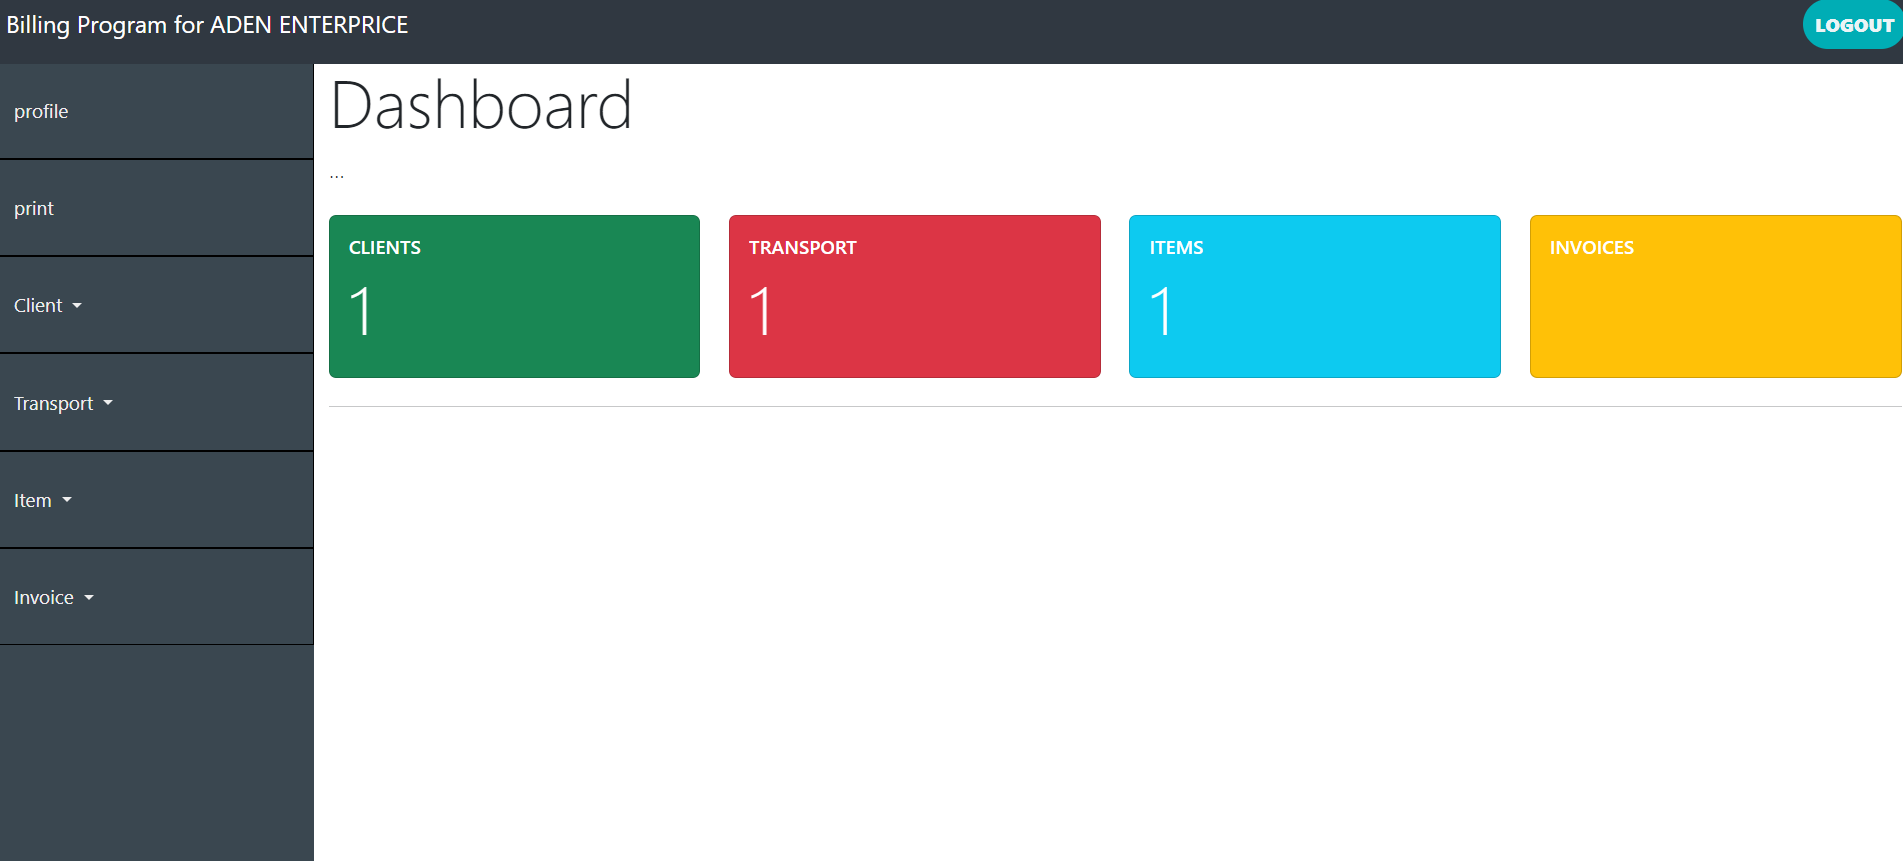 Billing Program for ADEN ENTERPRICE
LOGOUT
profile
print
Client
Transport
Item
Invoice
Dashboard
...
CLIENTS
1
TRANSPORT
1
ITEMS
1
INVOICES